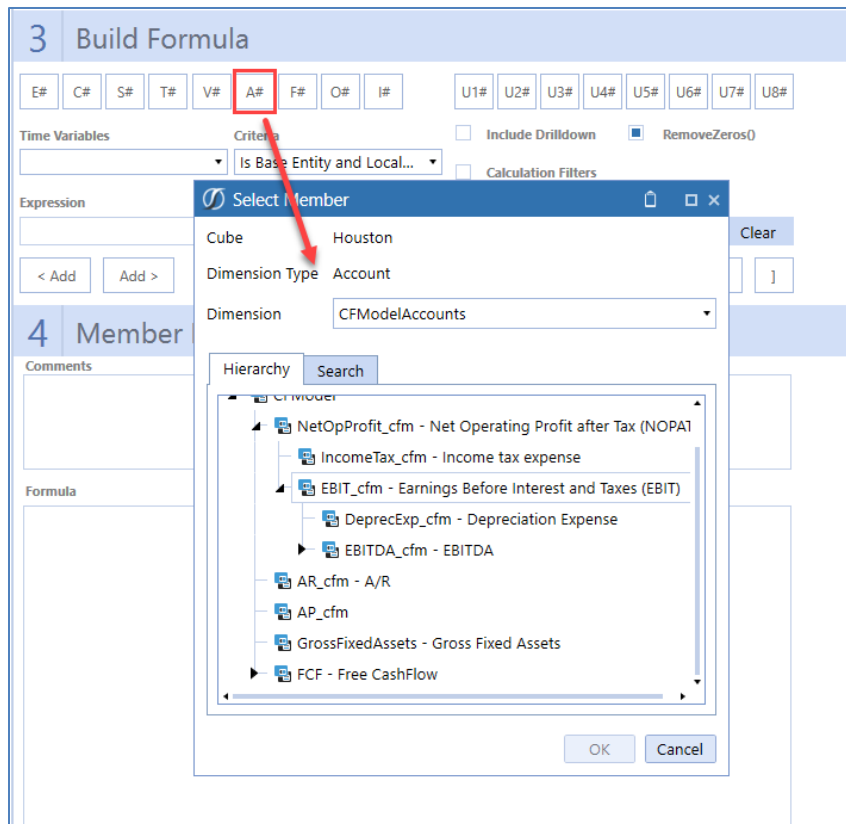 3 Build Formula
E# C# S# T# V# A# F# O# I# U1# U2# U3# U4# U5# U6# U7# U8#
Time Variables Criteria Include Drilldown RemoveZeros()
Is Base Entity and Local... Calculation Filters
Expression
Select Member
Clear
Cube Houston
< Add Add > ]
Dimension Type Account
Dimension CFModelAccounts
4 Member
Comments
Hierarchy Search
CFModel
NetOpProfit_cfm - Net Operating Profit after Tax (NOPAT
IncomeTax_cfm - Income tax expense
EBIT_cfm - Earnings Before Interest and Taxes (EBIT)
Formula
DeprecExp_cfm - Depreciation Expense
EBITDA_cfm - EBITDA
AR_cfm - A/R
AP_cfm
GrossFixedAssets - Gross Fixed Assets
FCF - Free CashFlow
OK Cancel